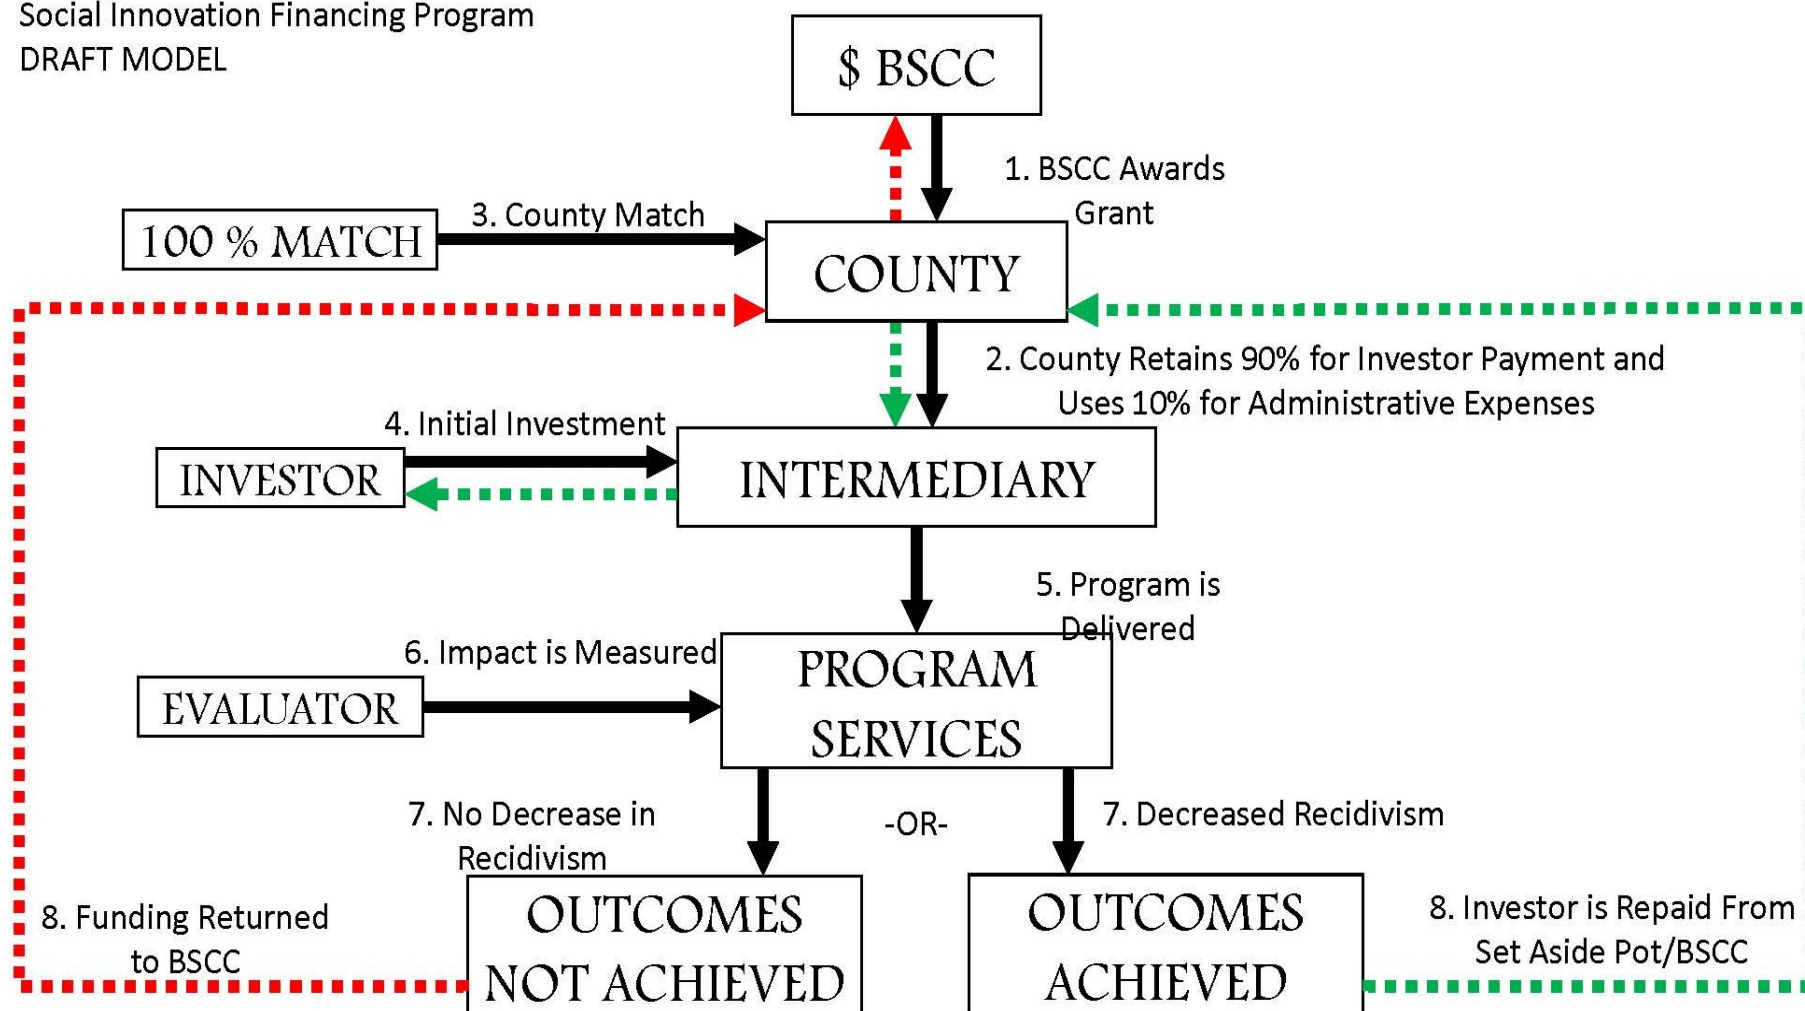 Social Innovation Financing Program
DRAFT MODEL
$ BSCC
1. BSCC Awards
Grant
3. County Match
100 % MATCH
COUNTY
2. County Retains 90% for Investor Payment and
Uses 10% for Administrative Expenses
4. Initial Investment
INVESTOR
INTERMEDIARY
5. Program is
Delivered
6. Impact is Measured
PROGRAM
SERVICES
EVALUATOR
7. No Decrease in
Recidivism
-OR-
7. Decreased Recidivism
8. Funding Returned
to BSCC
OUTCOMES
NOT ACHIEVED
OUTCOMES
ACHIEVED
8. Investor is Repaid From
Set Aside Pot/BSCC